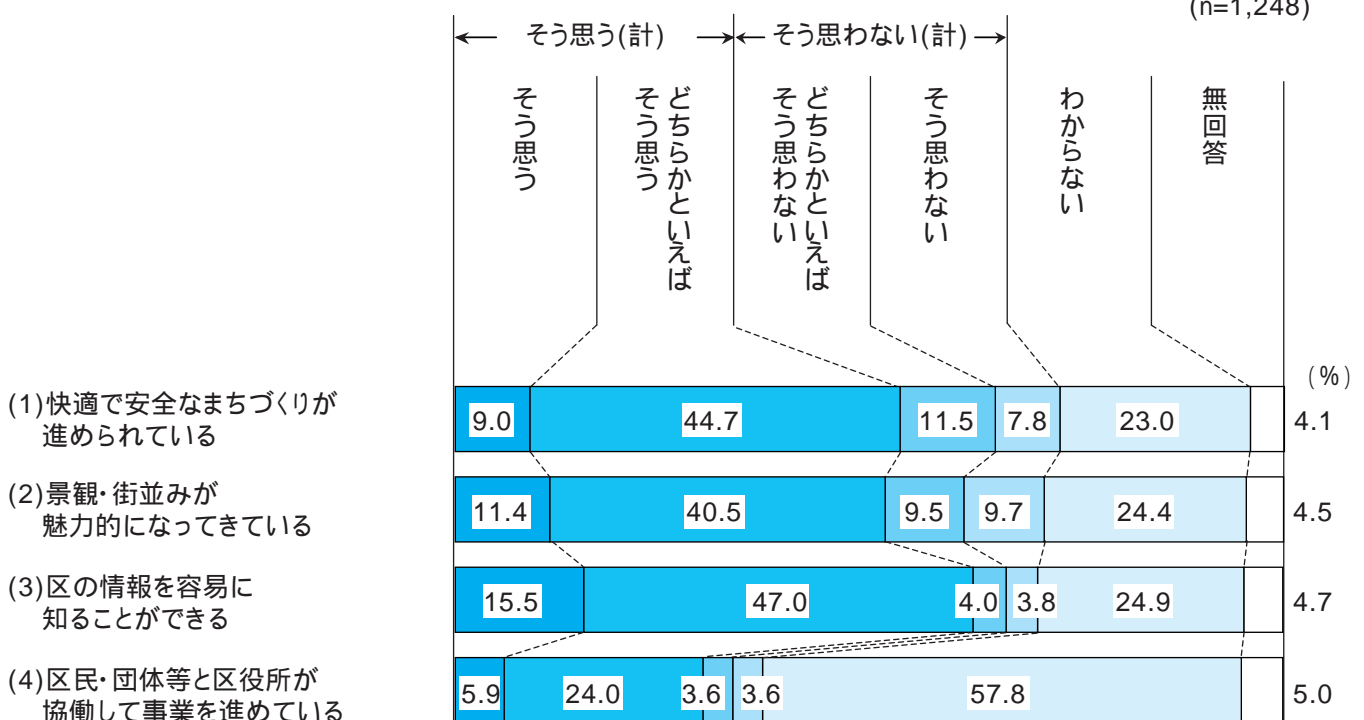 (n=1,248)
そう思う(計)
そう思わない(計)
そう思う
どちらかといえば
そう思う
どちらかといえば
そう思わない
そう思わない
わからない
無回答
(%)
(1)快適で安全なまちづくりが
進められている
9.0 44.7 11.5 7.8 23.0 4.1
(2)景観・街並みが
魅力的になってきている
11.4 40.5 9.5 9.7 24.4 4.5
(3)区の情報を容易に
知ることができる
15.5 47.0 4.0 3.8 24.9 4.7
(4)区民・団体等と区役所が
協働して事業を進めている
5.9 24.0 3.6 3.6 57.8 5.0